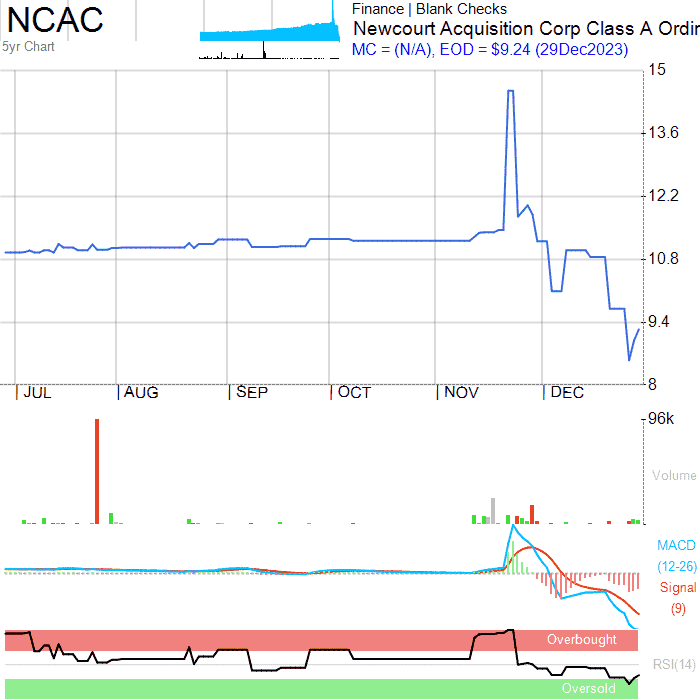 NCAC
5yr Chart
Finance | Blank Checks
Newcourt Acquisition Corp Class A Ordir
MC = (N/A), EOD = $9.24 (29Dec2023)
15
13.6
12.2
10.8
9.4
8
JUL AUG SEP OCT NOV DEC
96k
Volume
MACD
(12-26)
Signal
(9)
Overbought
RSI(14)
Oversold